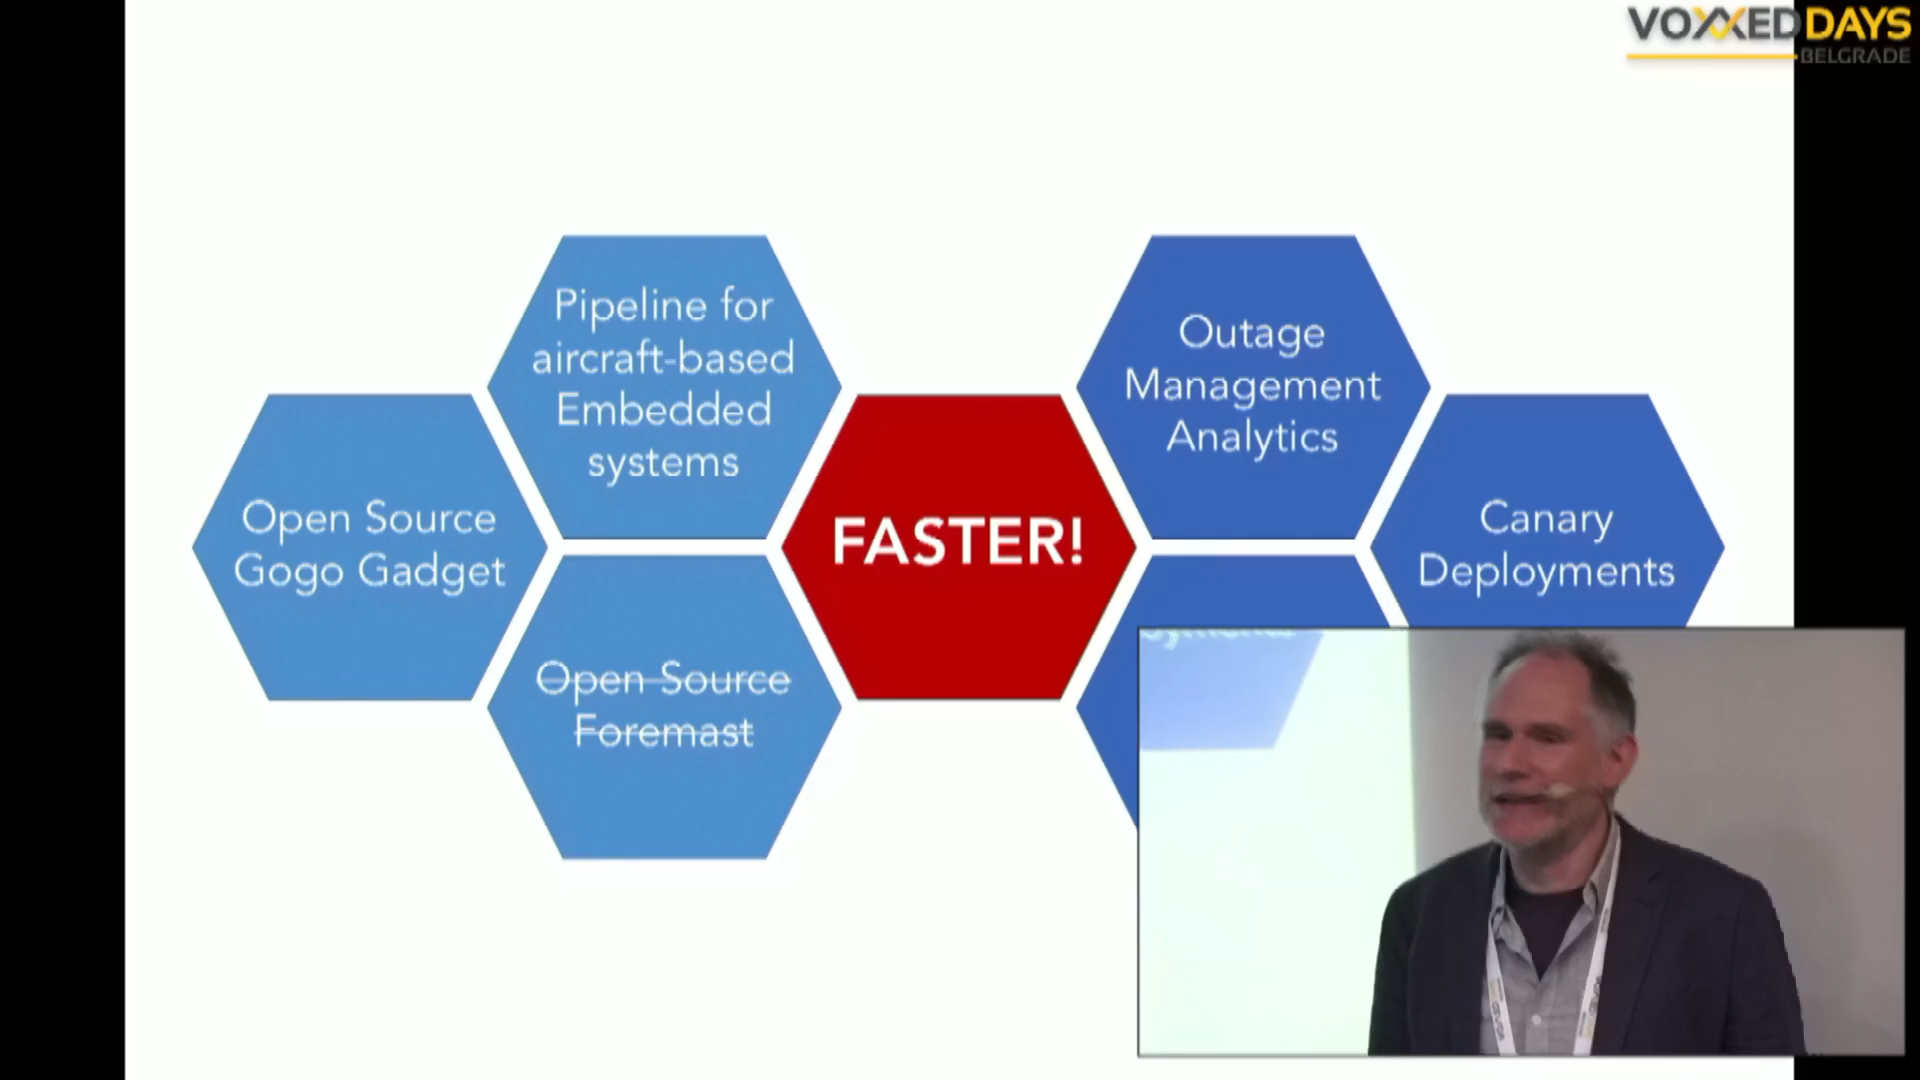 VOXXED DAYS
BELGRADE
Pipeline for
aircraft-based
Embedded
systems
Outage
Management
Analytics
Open Source
Gogo Gadget
FASTER!
Canary
Deployments
Open Source
Foremast